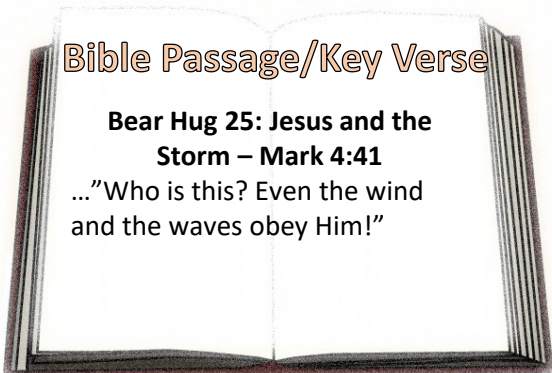 Bible Passage/Key Verse
Bear Hug 25: Jesus and the
Storm – Mark 4:41
…”Who is this? Even the wind
and the waves obey Him!”